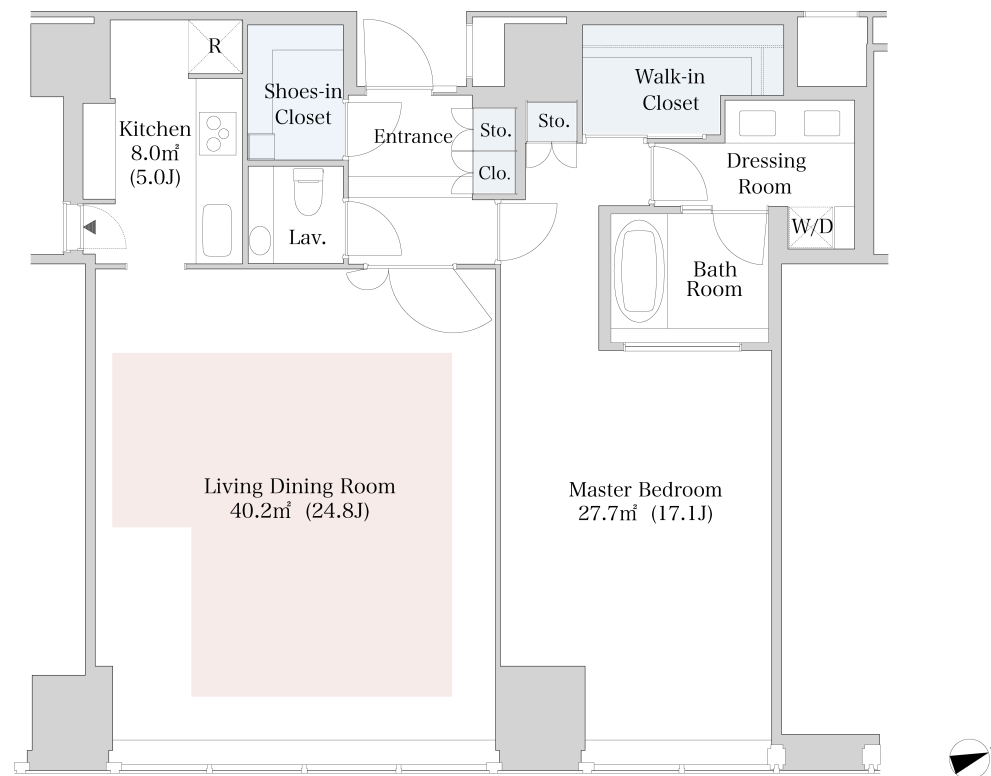 R
Shoes-in
Closet
Walk-in
Closet
Kitchen
8.0㎡
(5.0J)
Entrance
Sto.
Sto.
Clo.
Dressing
Room
Lav.
W/D
Bath
Room
Living Dining Room
40.2㎡ (24.8J)
Master Bedroom
27.7㎡ (17.1J)